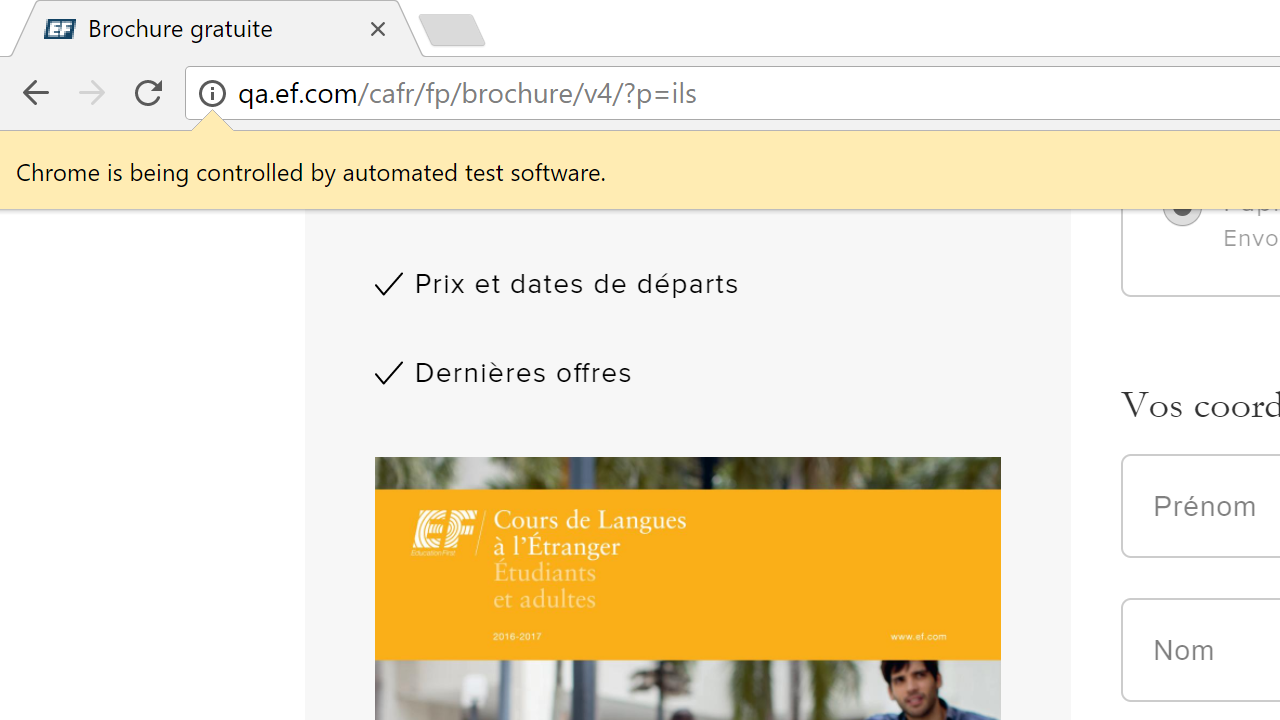 EF Brochure gratuite
qa.ef.com/cafr/fp/brochure/v4/?p=ils
Chrome is being controlled by automated test software.
Envo
Prix et dates de départs
Dernières offres
Vos coord
Prénom
Nom
EF
Education First
Cours de Langues
à l'Étranger
Étudiants
et adultes
2016-2017
www.ef.com